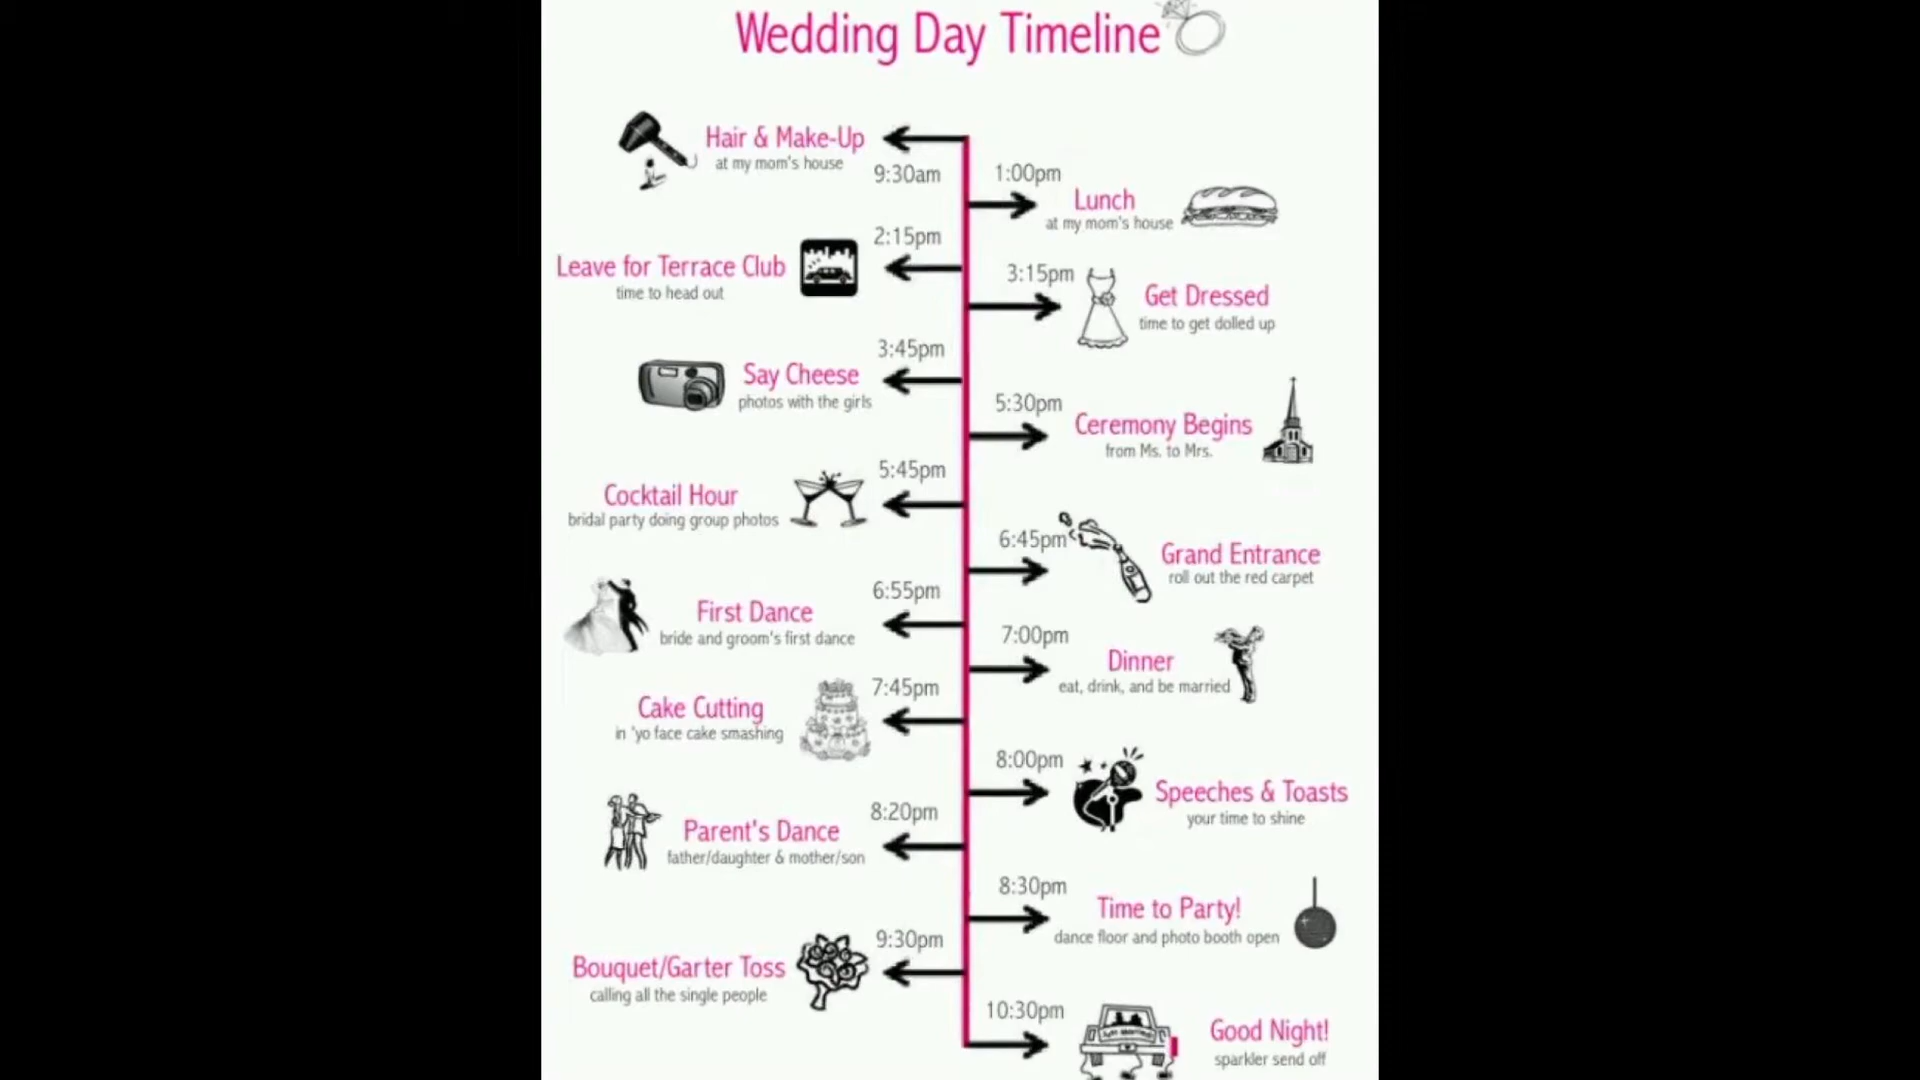 Wedding Day Timeline
Hair & Make-Up
at my mom's house
9:30am
1:00pm
Lunch
at my mom's house
2:15pm
Leave for Terrace Club
time to head out
3:15pm
Get Dressed
time to get dolled up
3:45pm
Say Cheese
photos with the girls
5:30pm
Ceremony Begins
from Ms. to Mrs.
5:45pm
Cocktail Hour
bridal party doing group photos
6:45pm
Grand Entrance
roll out the red carpet
6:55pm
First Dance
bride and groom's first dance
7:00pm
Dinner
eat, drink, and be married
7:45pm
Cake Cutting
in 'yo face cake smashing
8:00pm
Speeches & Toasts
your time to shine
8:20pm
Parent's Dance
father/daughter & mother/son
8:30pm
Time to Party!
dance floor and photo booth open
9:30pm
Bouquet/Garter Toss
calling all the single people
10:30pm
Good Night!
sparkler send off